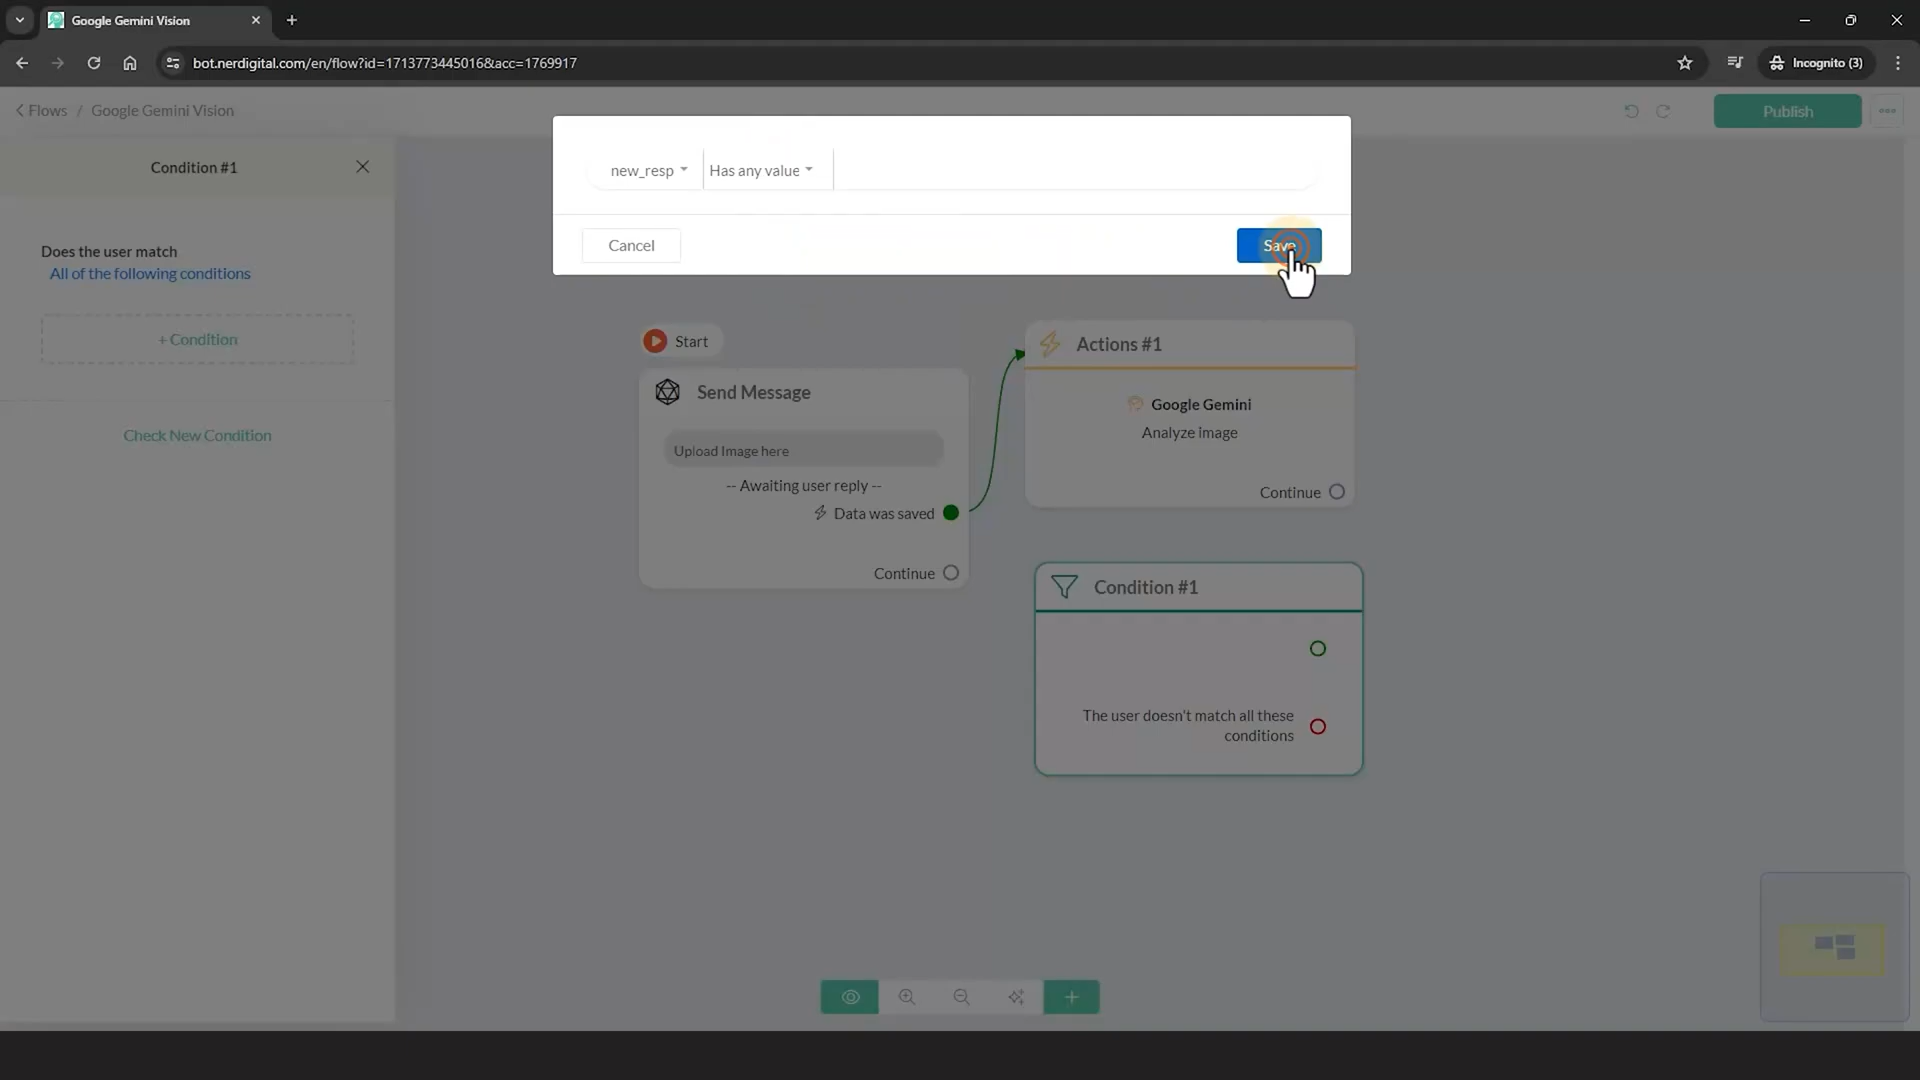 Google Gemini Vision
bot.nerdigital.com/en/flow?id=1713773445016&acc=1769917
Incognito (3)
Flows / Google Gemini Vision
Publish
Condition #1
new_resp
Has any value
Cancel
Save
Does the user match
All of the following conditions
+ Condition
Check New Condition
Start
Send Message
Upload Image here
-- Awaiting user reply --
Data was saved
Continue
Actions #1
Google Gemini
Analyze image
Continue
Condition #1
The user doesn't match all these
conditions